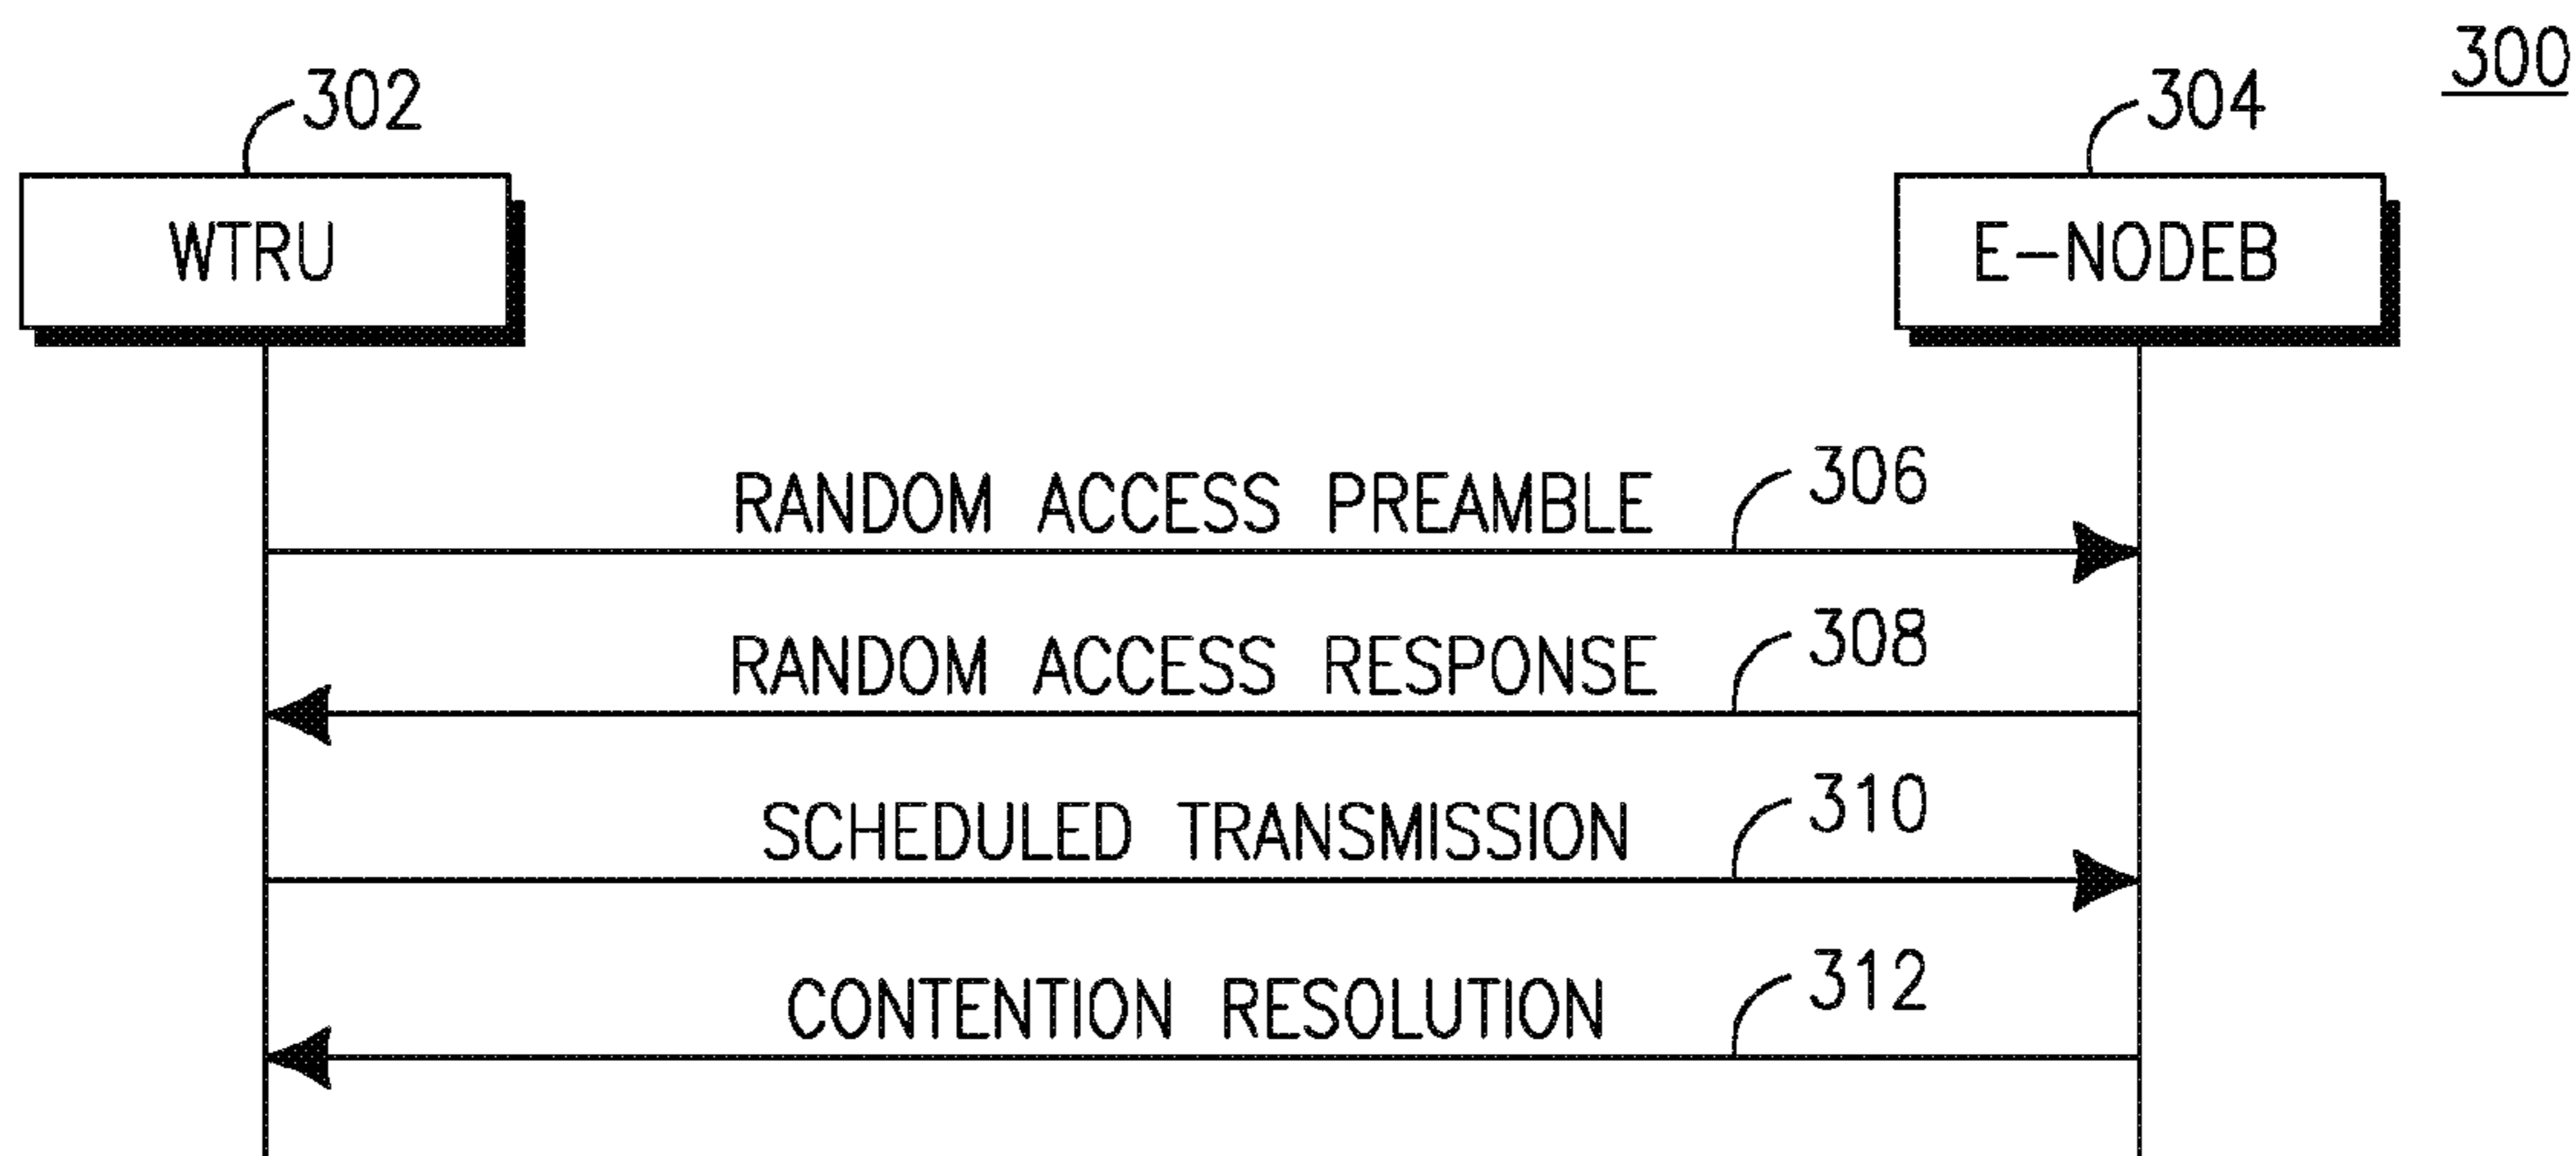 300
302
304
WTRU
E-NODEB
RANDOM ACCESS PREAMBLE
306
RANDOM ACCESS RESPONSE
308
SCHEDULED TRANSMISSION
310
CONTENTION RESOLUTION
312